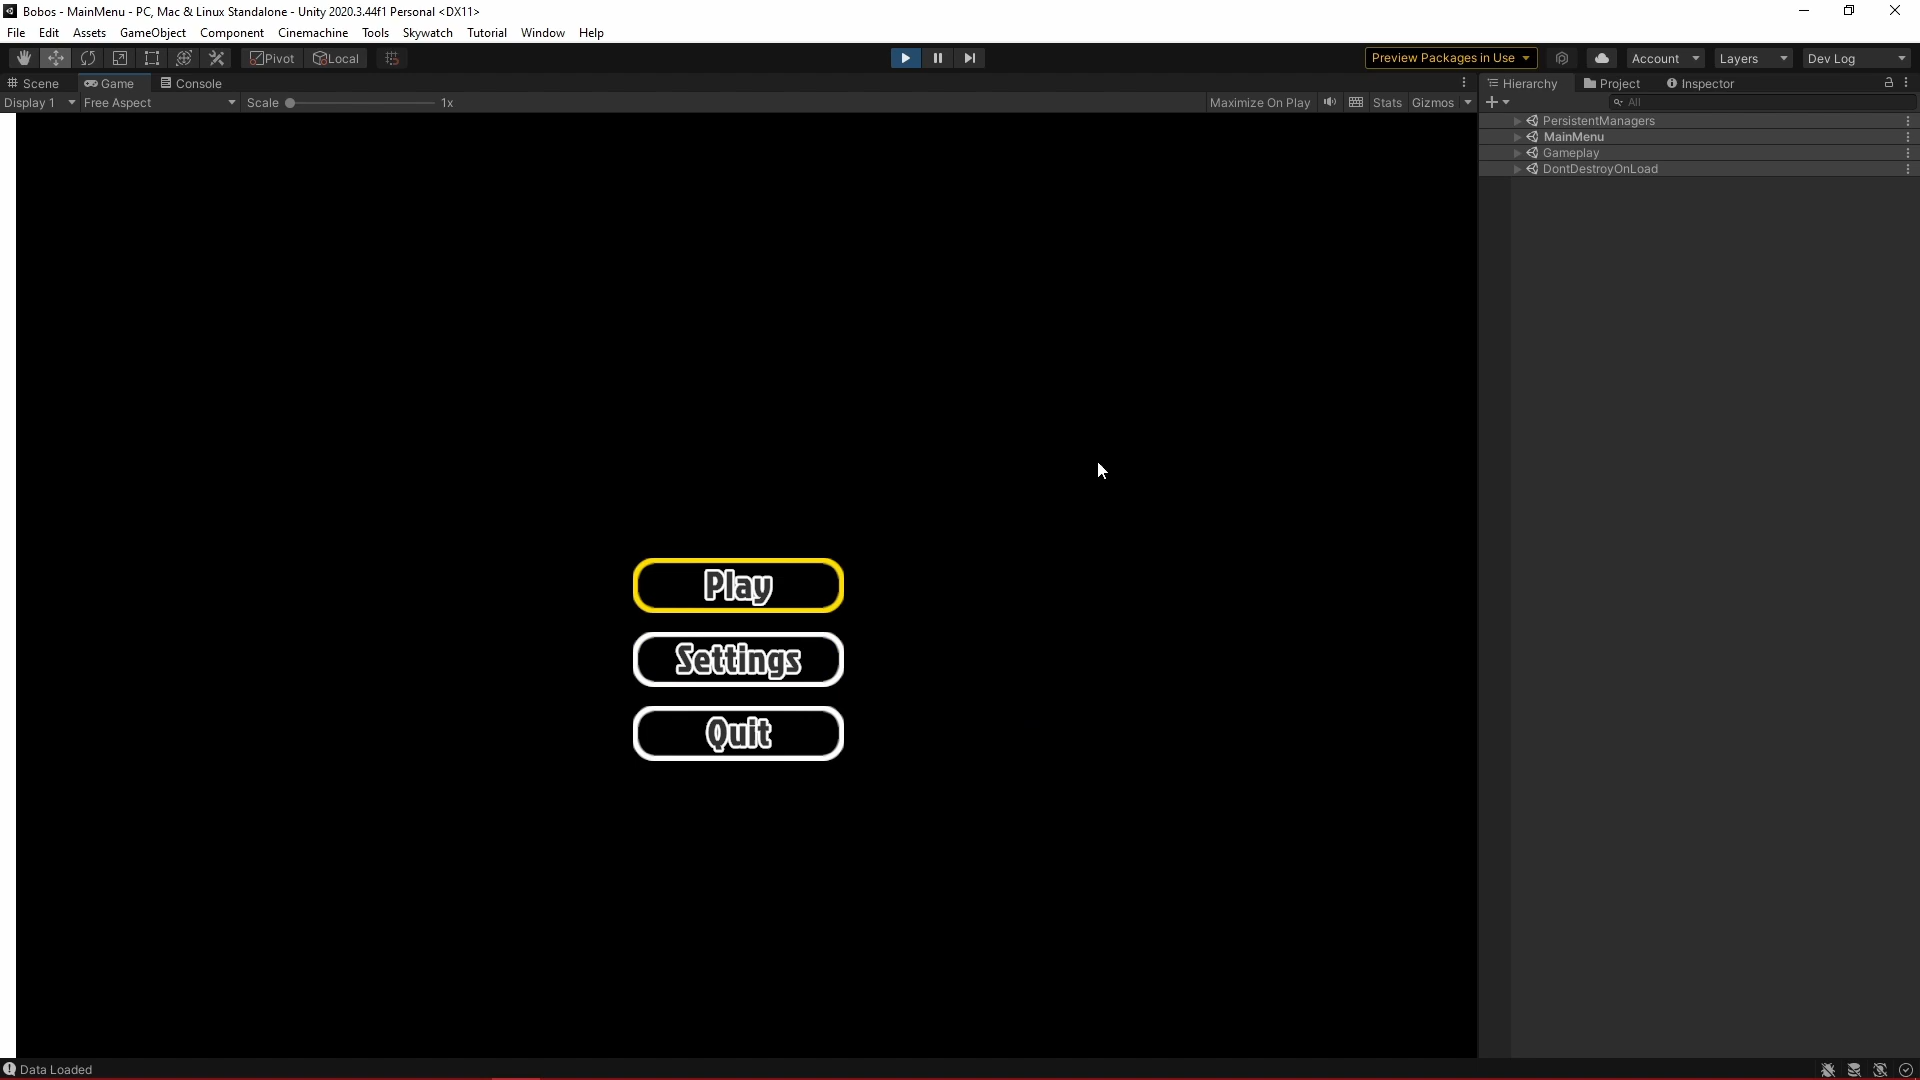 Bobos - MainMenu - PC, Mac & Linux Standalone - Unity 2020.3.44f1 Personal <DX11>
File Edit Assets GameObject Component Cinemachine Tools Skywatch Tutorial Window Help
Pivot Local Preview Packages in Use Account Layers Dev Log
Scene Game Console Hierarchy Project Inspector
Display 1 Free Aspect Scale 1x Maximize On Play Stats Gizmos All
PersistentManagers
MainMenu
Gameplay
DontDestroyOnLoad
Play
Settings
Quit
Data Loaded